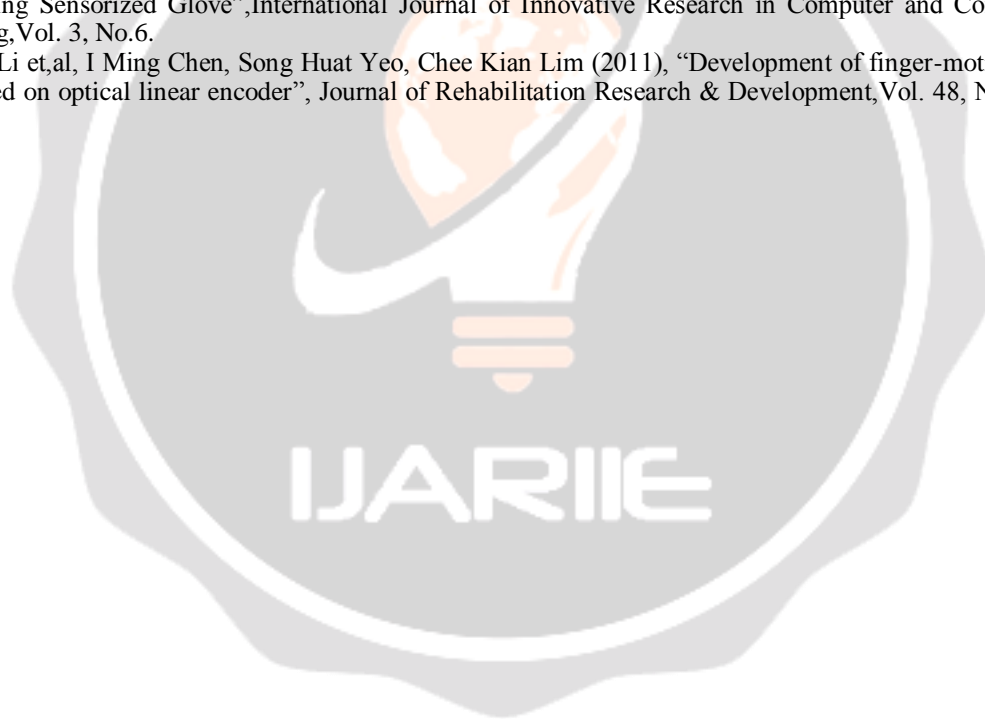 ing Sensorized Glove”,International Journal of Innovative Research in Computer and Co
g,Vol. 3, No.6.
Li et,al, I Ming Chen, Song Huat Yeo, Chee Kian Lim (2011), “Development of finger-mot
ed on optical linear encoder”, Journal of Rehabilitation Research & Development,Vol. 48, N
IJARIIE